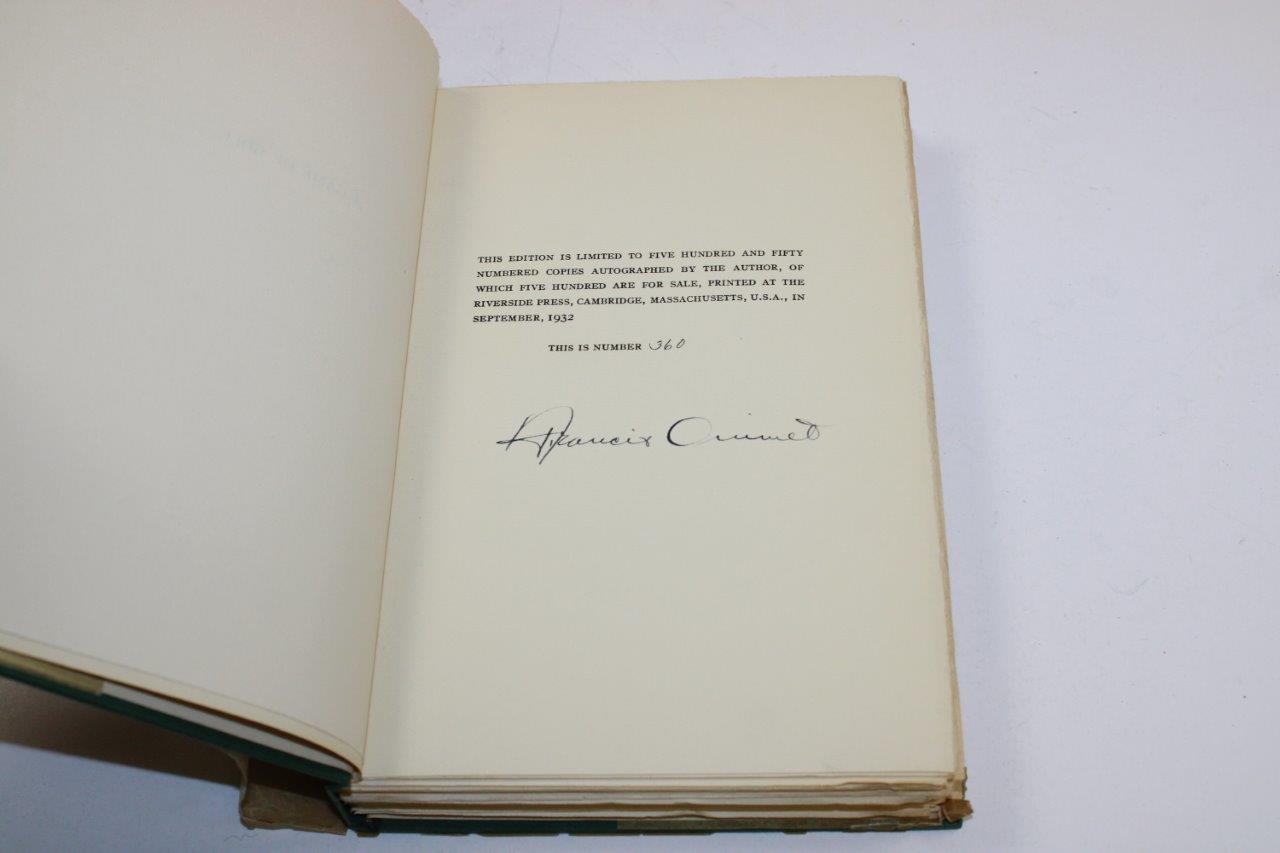 THIS EDITION IS LIMITED TO FIVE HUNDRED AND FIFTY
NUMBERED COPIES AUTOGRAPHED BY THE AUTHOR, OF
WHICH FIVE HUNDRED ARE FOR SALE, PRINTED AT THE
RIVERSIDE PRESS, CAMBRIDGE, MASSACHUSETTS, U.S.A., IN
SEPTEMBER, 1932
THIS IS NUMBER 360
Francis Ouimet